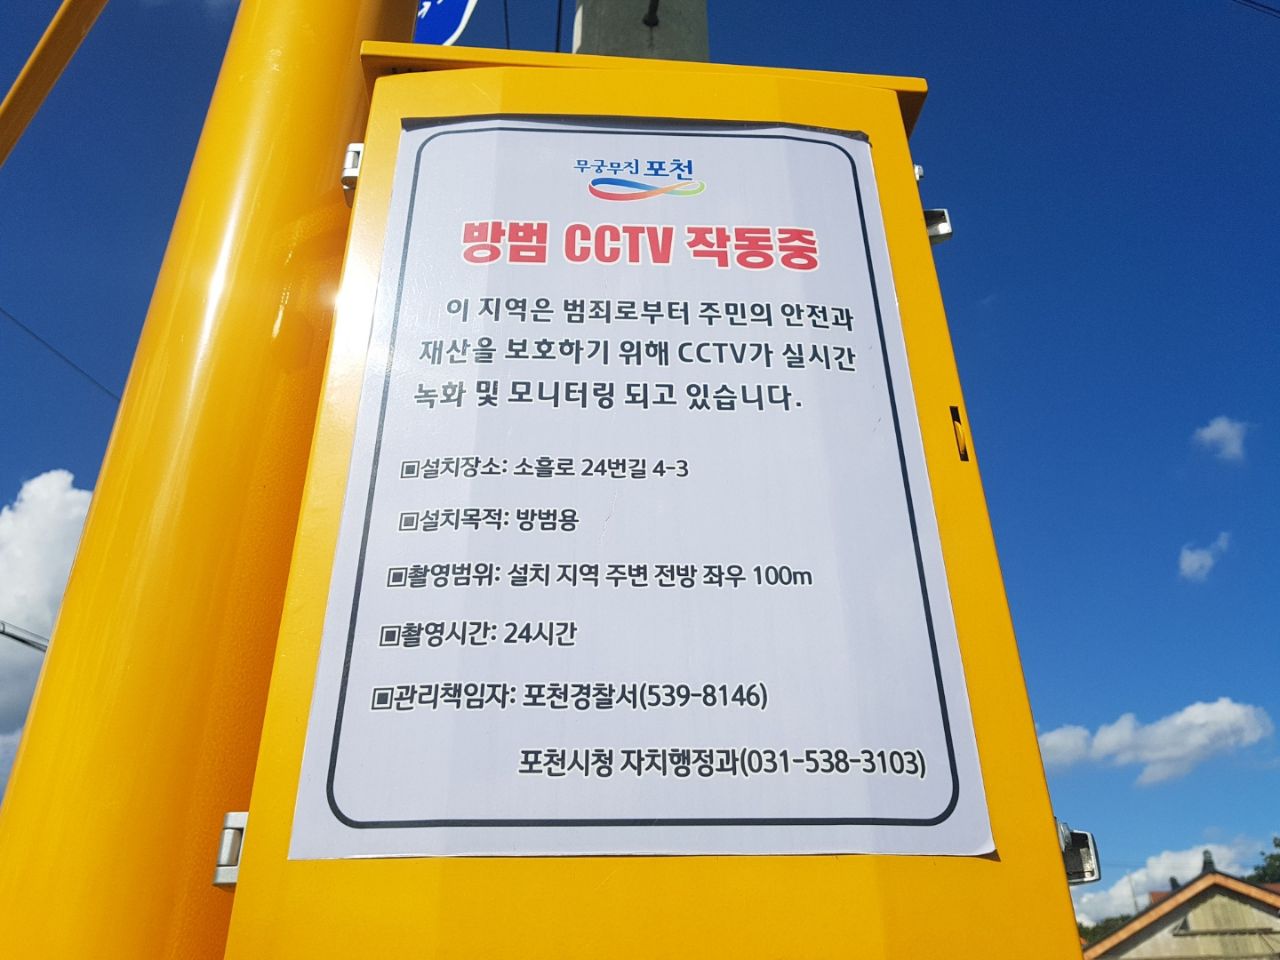 무궁무진 포천
방범 CCTV 작동중
이 지역은 범죄로부터 주민의 안전과
재산을 보호하기 위해 CCTV가 실시간
녹화 및 모니터링 되고 있습니다.
▣설치장소: 소흘로 24번길 4-3
▣설치목적: 방범용
▣촬영범위: 설치 지역 주변 전방 좌우 100m
▣촬영시간: 24시간
▣관리책임자: 포천경찰서(539-8146)
포천시청 자치행정과(031-538-3103)